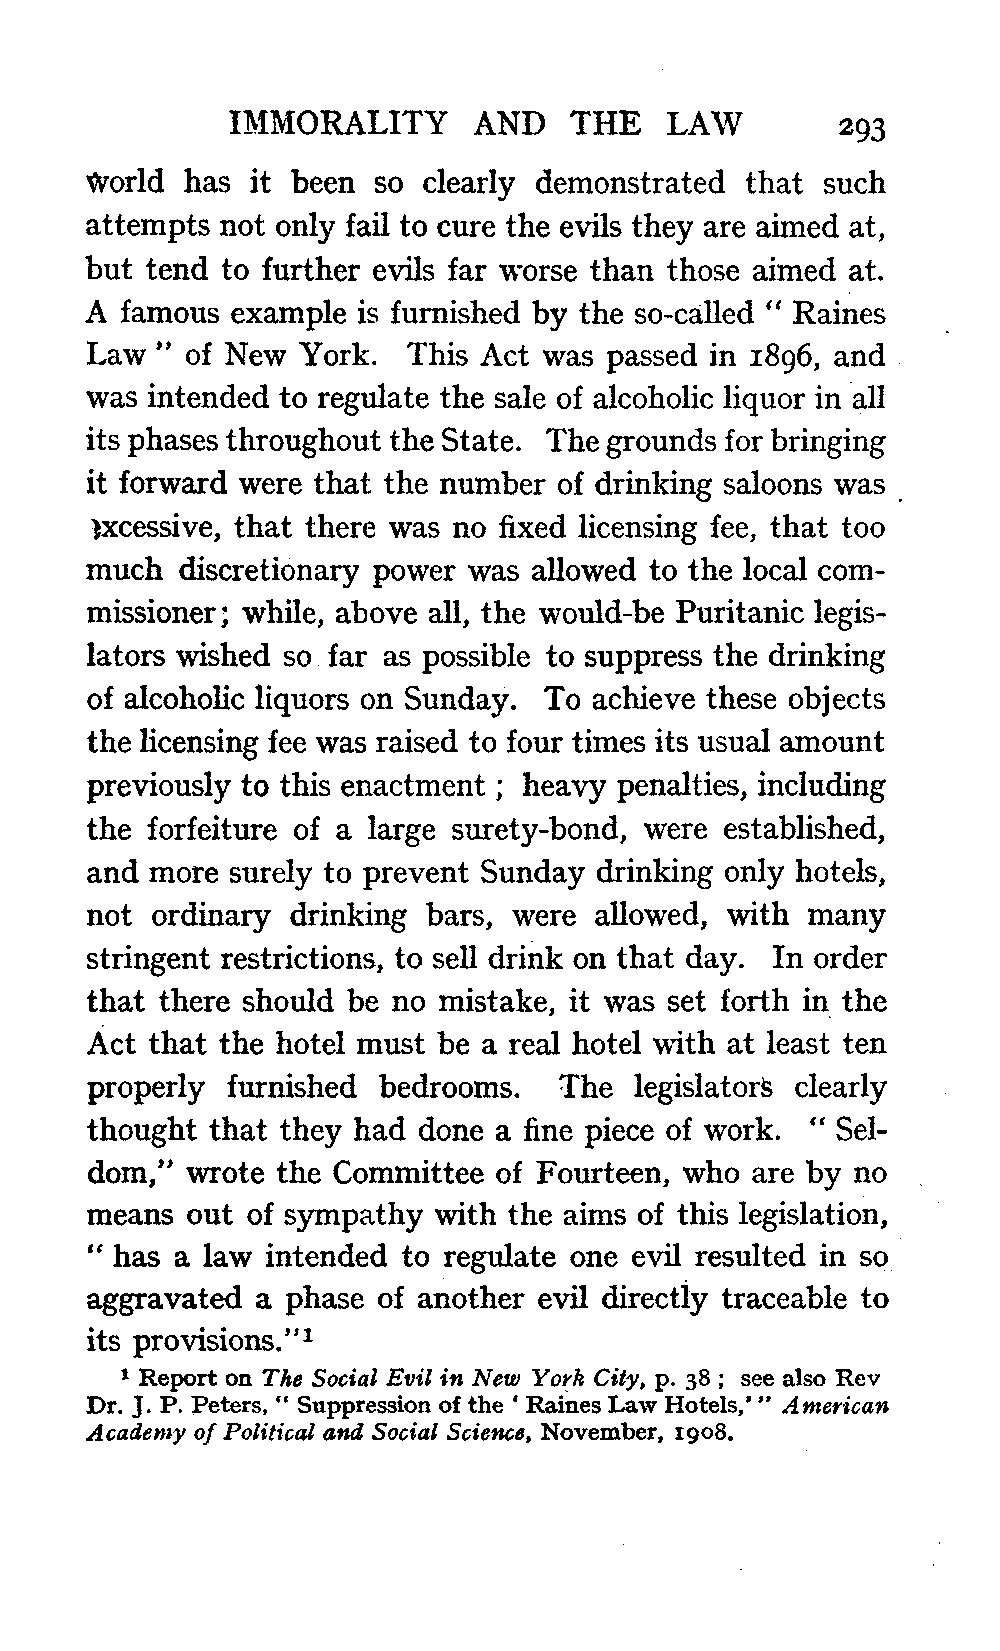 IMMORALITY AND THE LAW 293
world has it been so clearly demonstrated that such
attempts not only fail to cure the evils they are aimed at,
but tend to further evils far worse than those aimed at.
A famous example is furnished by the so-called " Raines
Law " of New York. This Act was passed in 1896, and
was intended to regulate the sale of alcoholic liquor in all
its phases throughout the State. The grounds for bringing
it forward were that the number of drinking saloons was
excessive, that there was no fixed licensing fee, that too
much discretionary power was allowed to the local com-
missioner; while, above all, the would-be Puritanic legis-
lators wished so far as possible to suppress the drinking
of alcoholic liquors on Sunday. To achieve these objects
the licensing fee was raised to four times its usual amount
previously to this enactment ; heavy penalties, including
the forfeiture of a large surety-bond, were established,
and more surely to prevent Sunday drinking only hotels,
not ordinary drinking bars, were allowed, with many
stringent restrictions, to sell drink on that day. In order
that there should be no mistake, it was set forth in the
Act that the hotel must be a real hotel with at least ten
properly furnished bedrooms. The legislators clearly
thought that they had done a fine piece of work. " Sel-
dom," wrote the Committee of Fourteen, who are by no
means out of sympathy with the aims of this legislation,
" has a law intended to regulate one evil resulted in so
aggravated a phase of another evil directly traceable to
its provisions."¹
¹ Report on The Social Evil in New York City, p. 38 ; see also Rev
Dr. J. P. Peters, " Suppression of the ' Raines Law Hotels,' " American
Academy of Political and Social Science, November, 1908.